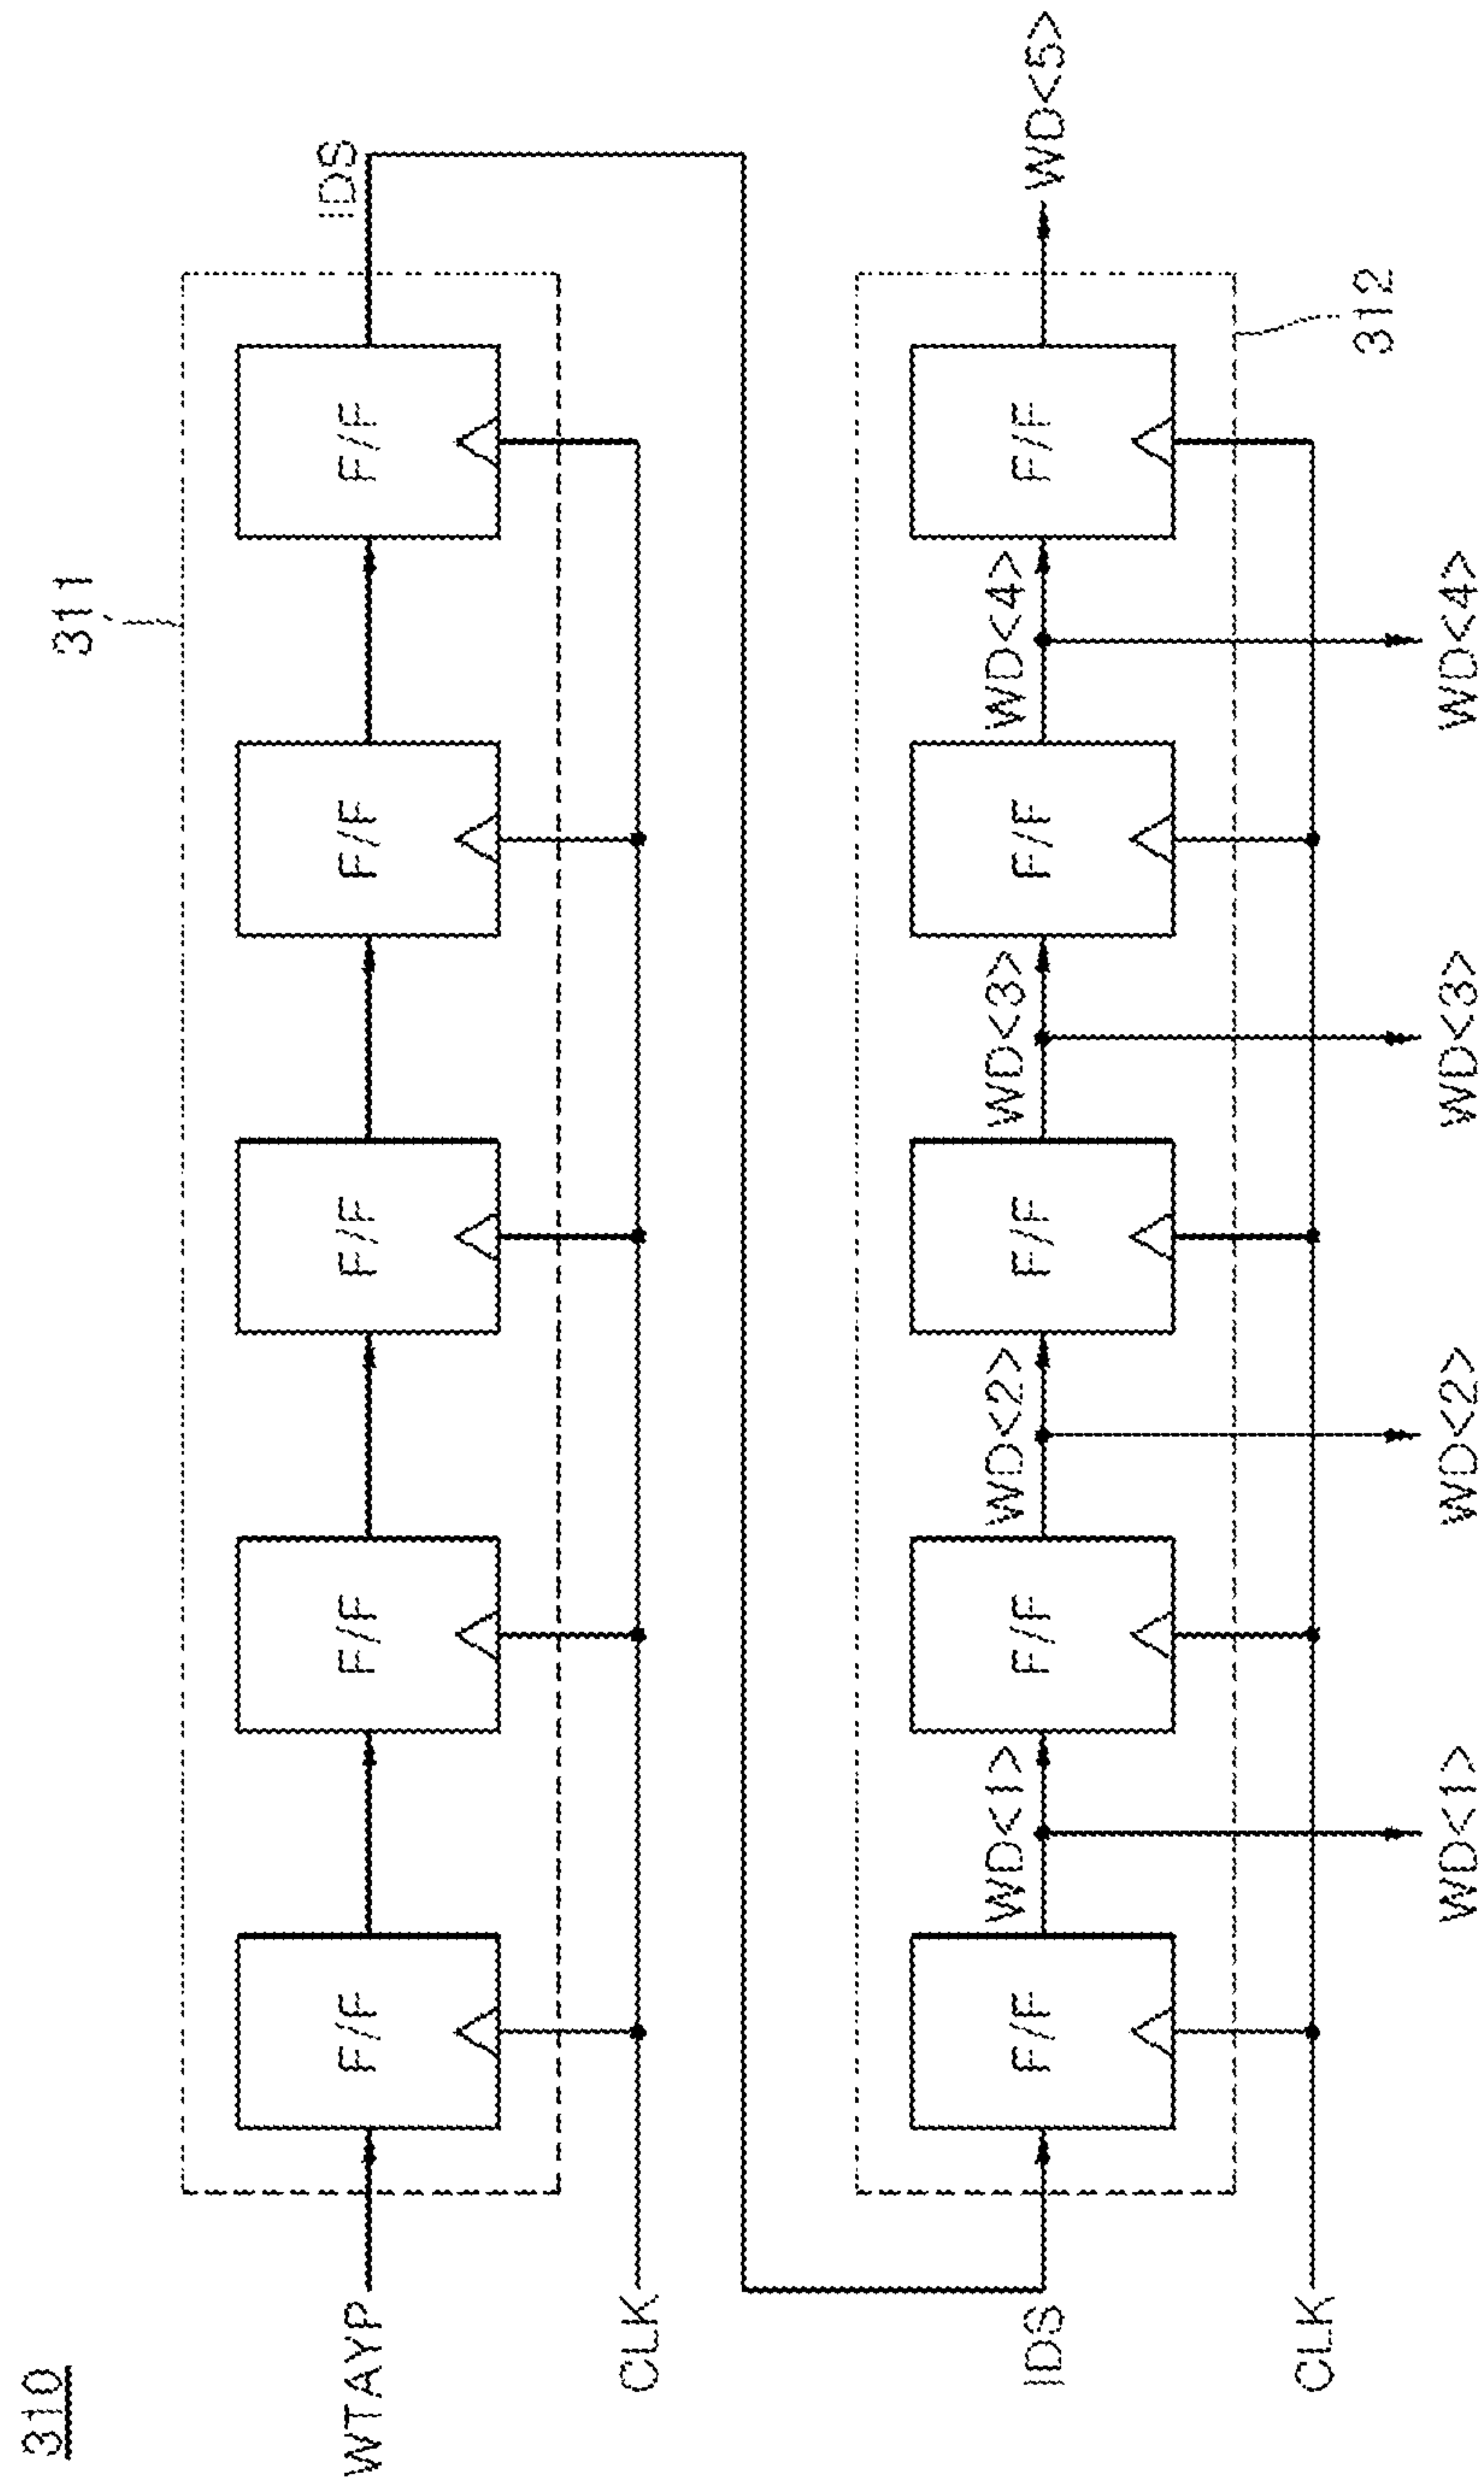 310
311
WTAYP
F/F
F/F
F/F
F/F
F/F
IDS
CLK
IDS
F/F
WD<1>
F/F
WD<2>
F/F
WD<3>
F/F
WD<4>
F/F
WD<5>
CLK
312
WD<1>
WD<2>
WD<3>
WD<4>